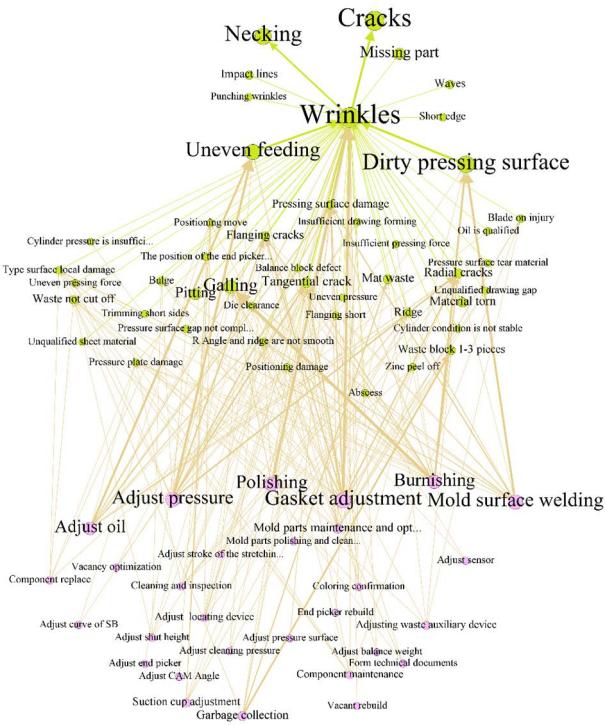 Cracks
Necking
Missing part
Impact lines
Waves
Punching wrinkles
Wrinkles
Short edge
Uneven feeding
Dirty pressing surface
Pressing surface damage
Positioning move
Insufficient drawing forming
Blade on injury
Oil is qualified
Flanging cracks
Cylinder pressure is insuffici...
Insufficient pressing force
The position of the end picker...
Pressure surface tear material
Type surface local damage
Balance block defect
Radial cracks
Uneven pressing force
Bulge
Galling
Tangential crack
Mat waste
Unqualified drawing gap
Waste not cut off
Pitting
Uneven pressure
Material torn
Die clearance
Trimming short sides
Flanging short
Ridge
Pressure surface gap not compl...
Cylinder condition is not stable
Unqualified sheet material
R Angle and ridge are not smooth
Waste block 1-3 pieces
Pressure plate damage
Positioning damage
Zinc peel off
Abscess
Polishing
Burnishing
Adjust pressure
Gasket adjustment
Mold surface welding
Adjust oil
Mold parts maintenance and opt...
Mold parts polishing and clean...
Adjust stroke of the stretchin...
Adjust sensor
Vacancy optimization
Component replace
Cleaning and inspection
Coloring confirmation
End picker rebuild
Adjust curve of SB
Adjust locating device
Adjusting waste auxiliary device
Adjust shut height
Adjust pressure surface
Adjust cleaning pressure
Adjust balance weight
Adjust end picker
Form technical documents
Adjust CAM Angle
Component maintenance
Suction cup adjustment
Vacant rebuild
Garbage collection